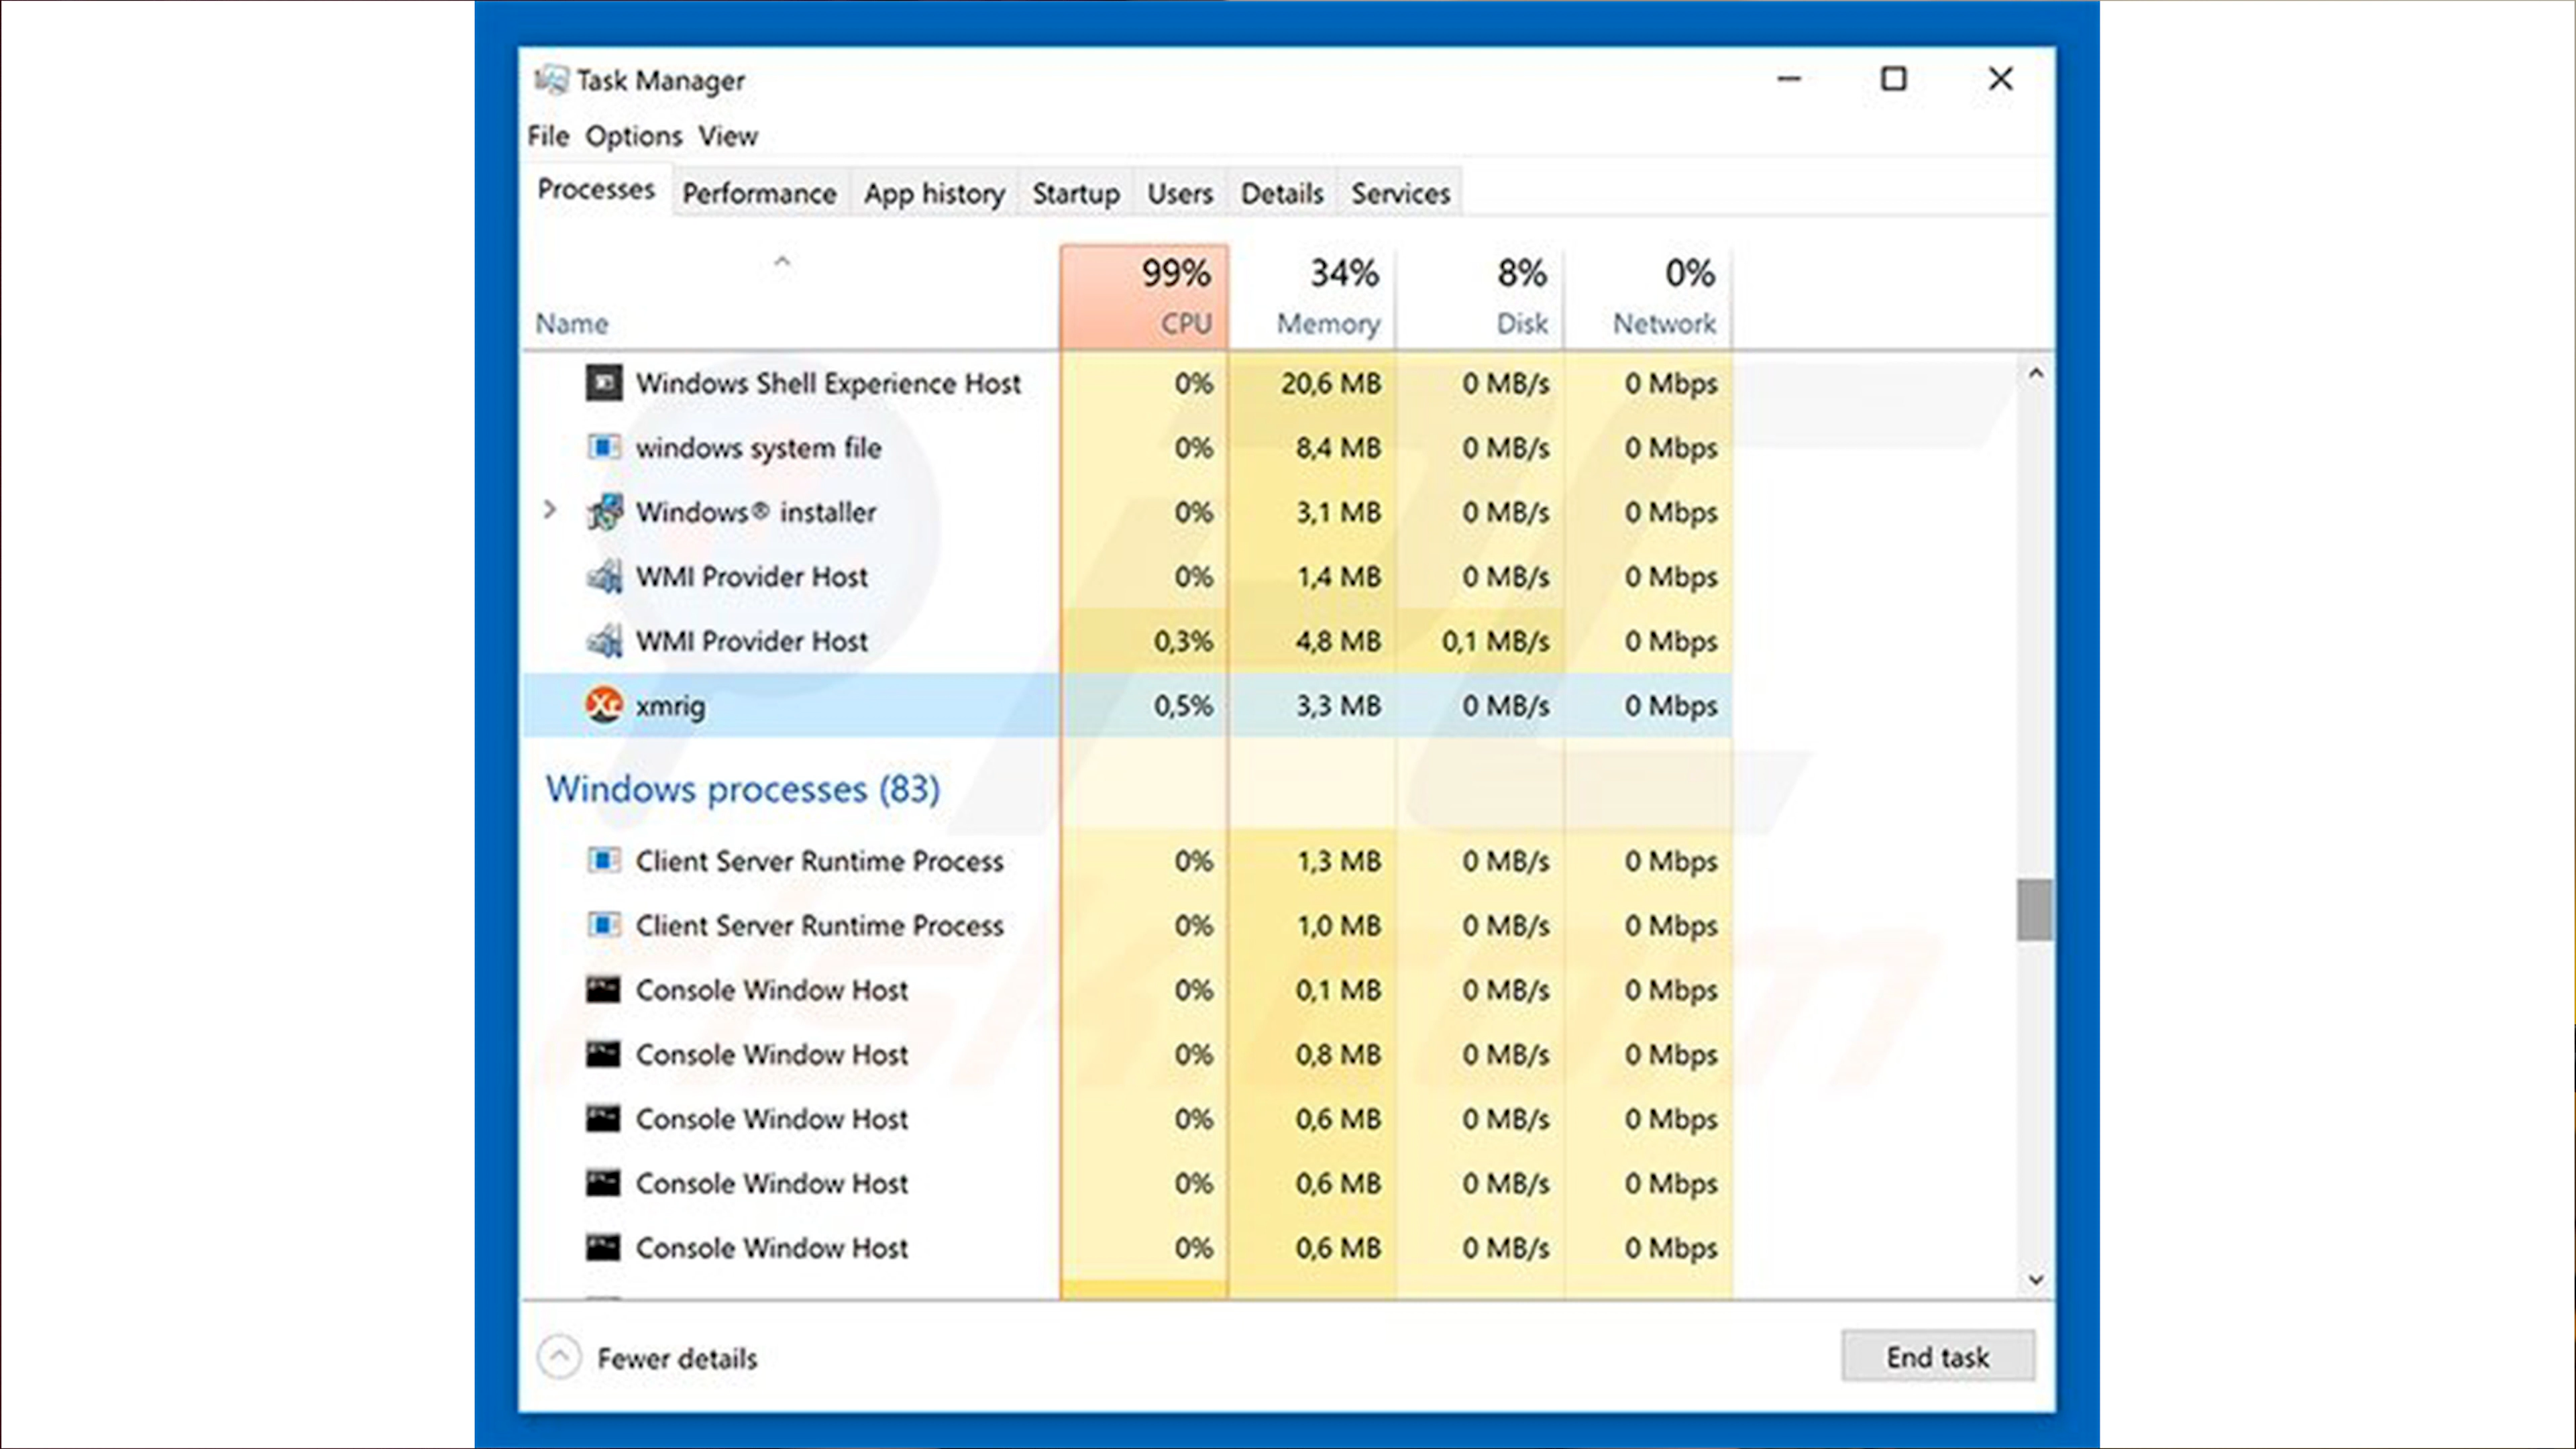 Task Manager
File Options View
Processes Performance App history Startup Users Details Services
99% 34% 8% 0%
Name CPU Memory Disk Network
Windows Shell Experience Host 0% 20,6 MB 0 MB/s 0 Mbps
windows system file 0% 8,4 MB 0 MB/s 0 Mbps
Windows® installer 0% 3,1 MB 0 MB/s 0 Mbps
WMI Provider Host 0% 1,4 MB 0 MB/s 0 Mbps
WMI Provider Host 0,3% 4,8 MB 0,1 MB/s 0 Mbps
xmrig 0,5% 3,3 MB 0 MB/s 0 Mbps
Windows processes (83)
Client Server Runtime Process 0% 1,3 MB 0 MB/s 0 Mbps
Client Server Runtime Process 0% 1,0 MB 0 MB/s 0 Mbps
Console Window Host 0% 0,1 MB 0 MB/s 0 Mbps
Console Window Host 0% 0,8 MB 0 MB/s 0 Mbps
Console Window Host 0% 0,6 MB 0 MB/s 0 Mbps
Console Window Host 0% 0,6 MB 0 MB/s 0 Mbps
Console Window Host 0% 0,6 MB 0 MB/s 0 Mbps
Fewer details End task